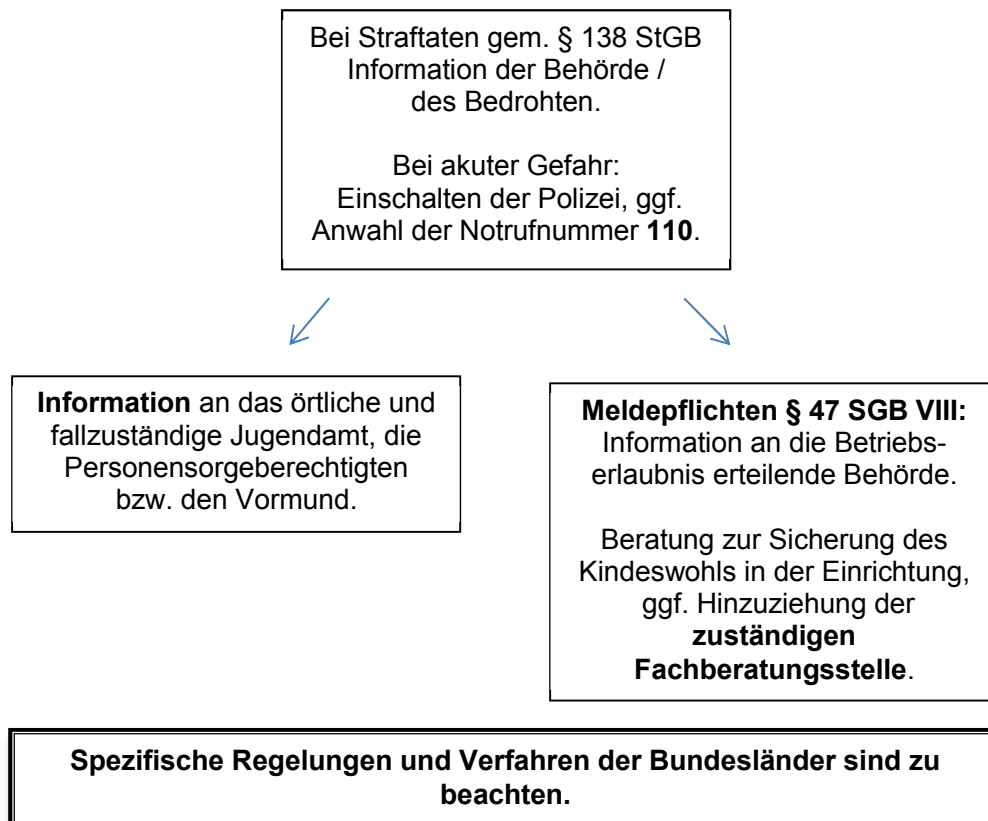 Bei Straftaten gem. § 138 StGB
Information der Behörde /
des Bedrohten.
Bei akuter Gefahr:
Einschalten der Polizei, ggf.
Anwahl der Notrufnummer 110.
Information an das örtliche und
fallzuständige Jugendamt, die
Personensorgeberechtigten
bzw. den Vormund.
Meldepflichten § 47 SGB VIII:
Information an die Betriebs-
erlaubnis erteilende Behörde.
Beratung zur Sicherung des
Kindeswohls in der Einrichtung,
ggf. Hinzuziehung der
zuständigen
Fachberatungsstelle.
Spezifische Regelungen und Verfahren der Bundesländer sind zu
beachten.